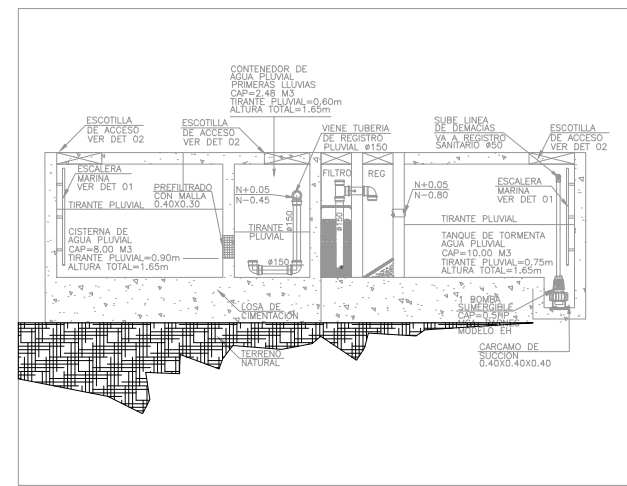 CONTENEDOR DE
AGUA PLUVIAL
PRIMERAS LLUVIAS
CAP=2.48 M3
TIRANTE PLUVIAL=0.60m
ALTURA TOTAL=1.65m
ESCOTILLA
DE ACCESO
VER DET 02
ESCOTILLA
DE ACCESO
VER DET 02
VIENE TUBERIA
DE REGISTRO
PLUVIAL Ø150
SUBE LINEA
DE DEMACIAS
VA A REGISTRO
SANITARIO Ø50
ESCOTILLA
DE ACCESO
VER DET 02
ESCALERA
MARINA
VER DET 01
PREFILTRADO
CON MALLA
0.40X0.30
N+0.05
N-0.45
FILTRO
REG
N+0.05
N-0.80
ESCALERA
MARINA
VER DET 01
TIRANTE PLUVIAL
TIRANTE
PLUVIAL
Ø150
Ø150
Ø150
TIRANTE PLUVIAL
CISTERNA DE
AGUA PLUVIAL
CAP=8.00 M3
TIRANTE PLUVIAL=0.90m
ALTURA TOTAL=1.65m
TANQUE DE TORMENTA
AGUA PLUVIAL
CAP=10.00 M3
TIRANTE PLUVIAL=0.75m
ALTURA TOTAL=1.65m
LOSA DE
CIMENTACION
1 BOMBA
SUMERGIBLE
CAP=0.5HP
MODELO EH
TERRENO
NATURAL
CARCAMO DE
SUCCION
0.40X0.40X0.40